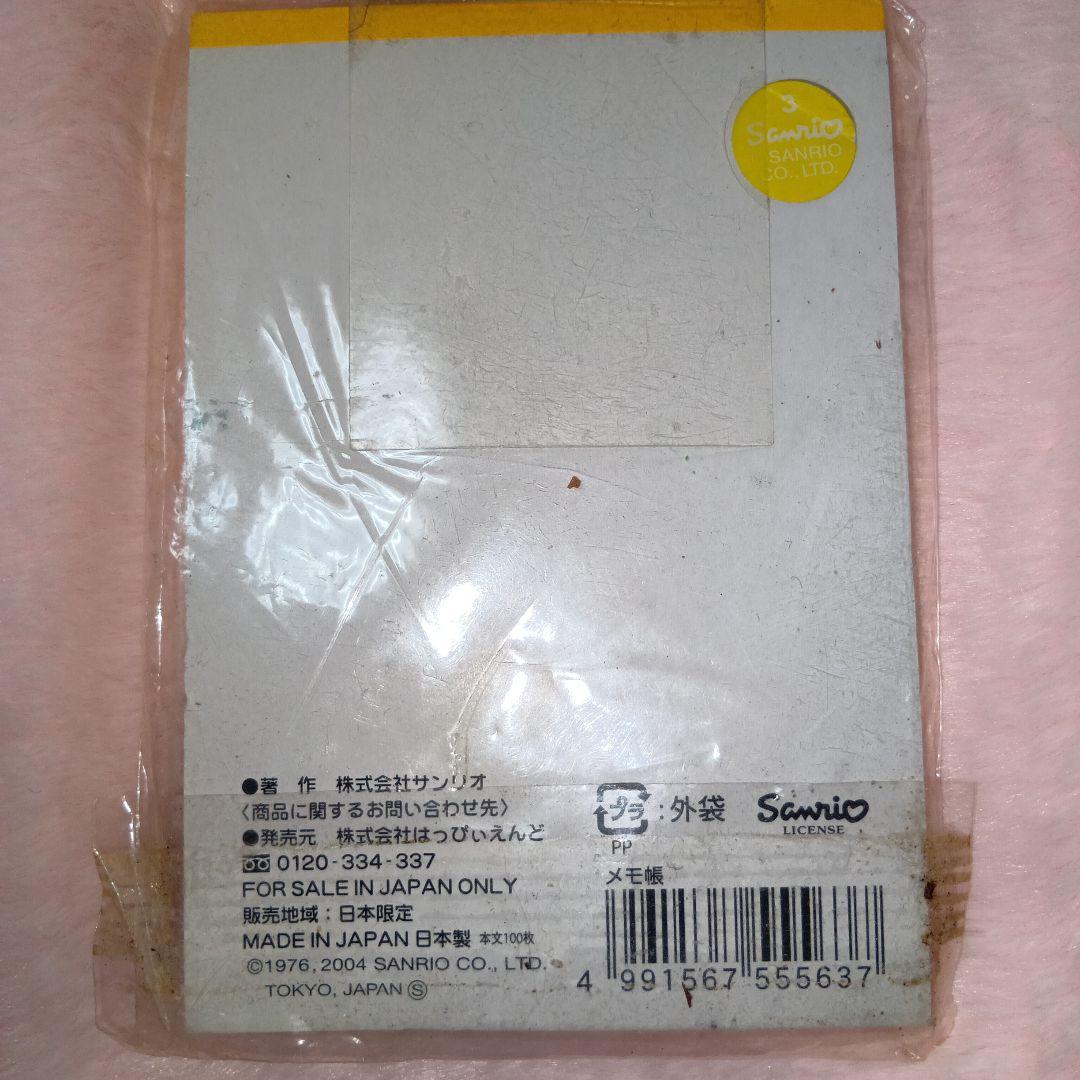 3
Sanrio
SANRIO
CO., LTD.
●著 作 株式会社サンリオ
〈商品に関するお問い合わせ先〉
●発売元 株式会社はっぴぃえんど
0120-334-337
FOR SALE IN JAPAN ONLY
販売地域：日本限定
MADE IN JAPAN 日本製 本文100枚
©1976, 2004 SANRIO CO., LTD.
TOKYO, JAPAN Ⓢ
プラ：外袋
PP
Sanrio
LICENSE
メモ帳
4 991567 555637